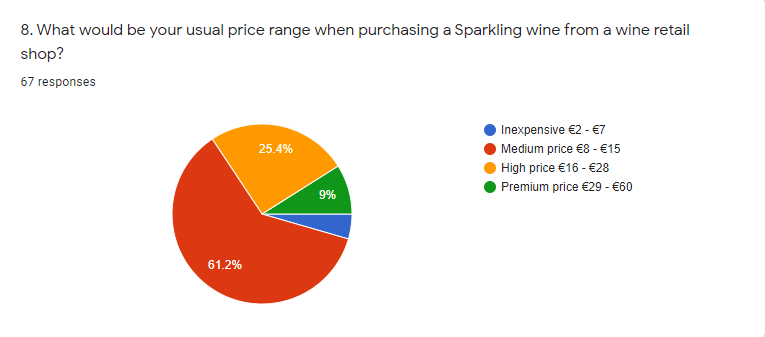 8. What would be your usual price range when purchasing a Sparkling wine from a wine retail
shop?
67 responses
25.4%
9%
61.2%
Inexpensive €2 - €7
Medium price €8 - €15
High price €16 - €28
Premium price €29 - €60